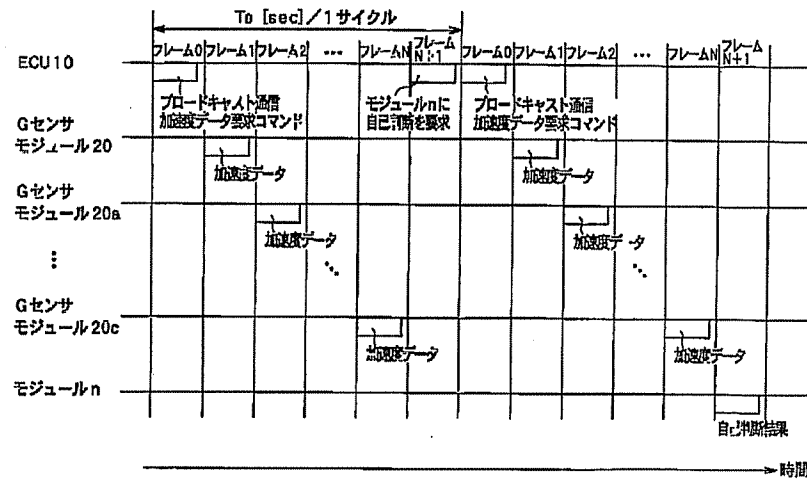 To [sec]/1サイクル
フレーム0 フレーム1 フレーム2 … フレームN フレームN+1 フレーム0 フレーム1 フレーム2 … フレームN フレームN+1
ECU10
ブロードキャスト通信
加速度データ要求コマンド
モジュールnに
自己診断を要求
ブロードキャスト通信
加速度データ要求コマンド
Gセンサ
モジュール20
加速度データ
加速度データ
Gセンサ
モジュール20a
加速度データ
加速度データ
Gセンサ
モジュール20c
加速度データ
加速度データ
モジュールn
自己判断結果
時間